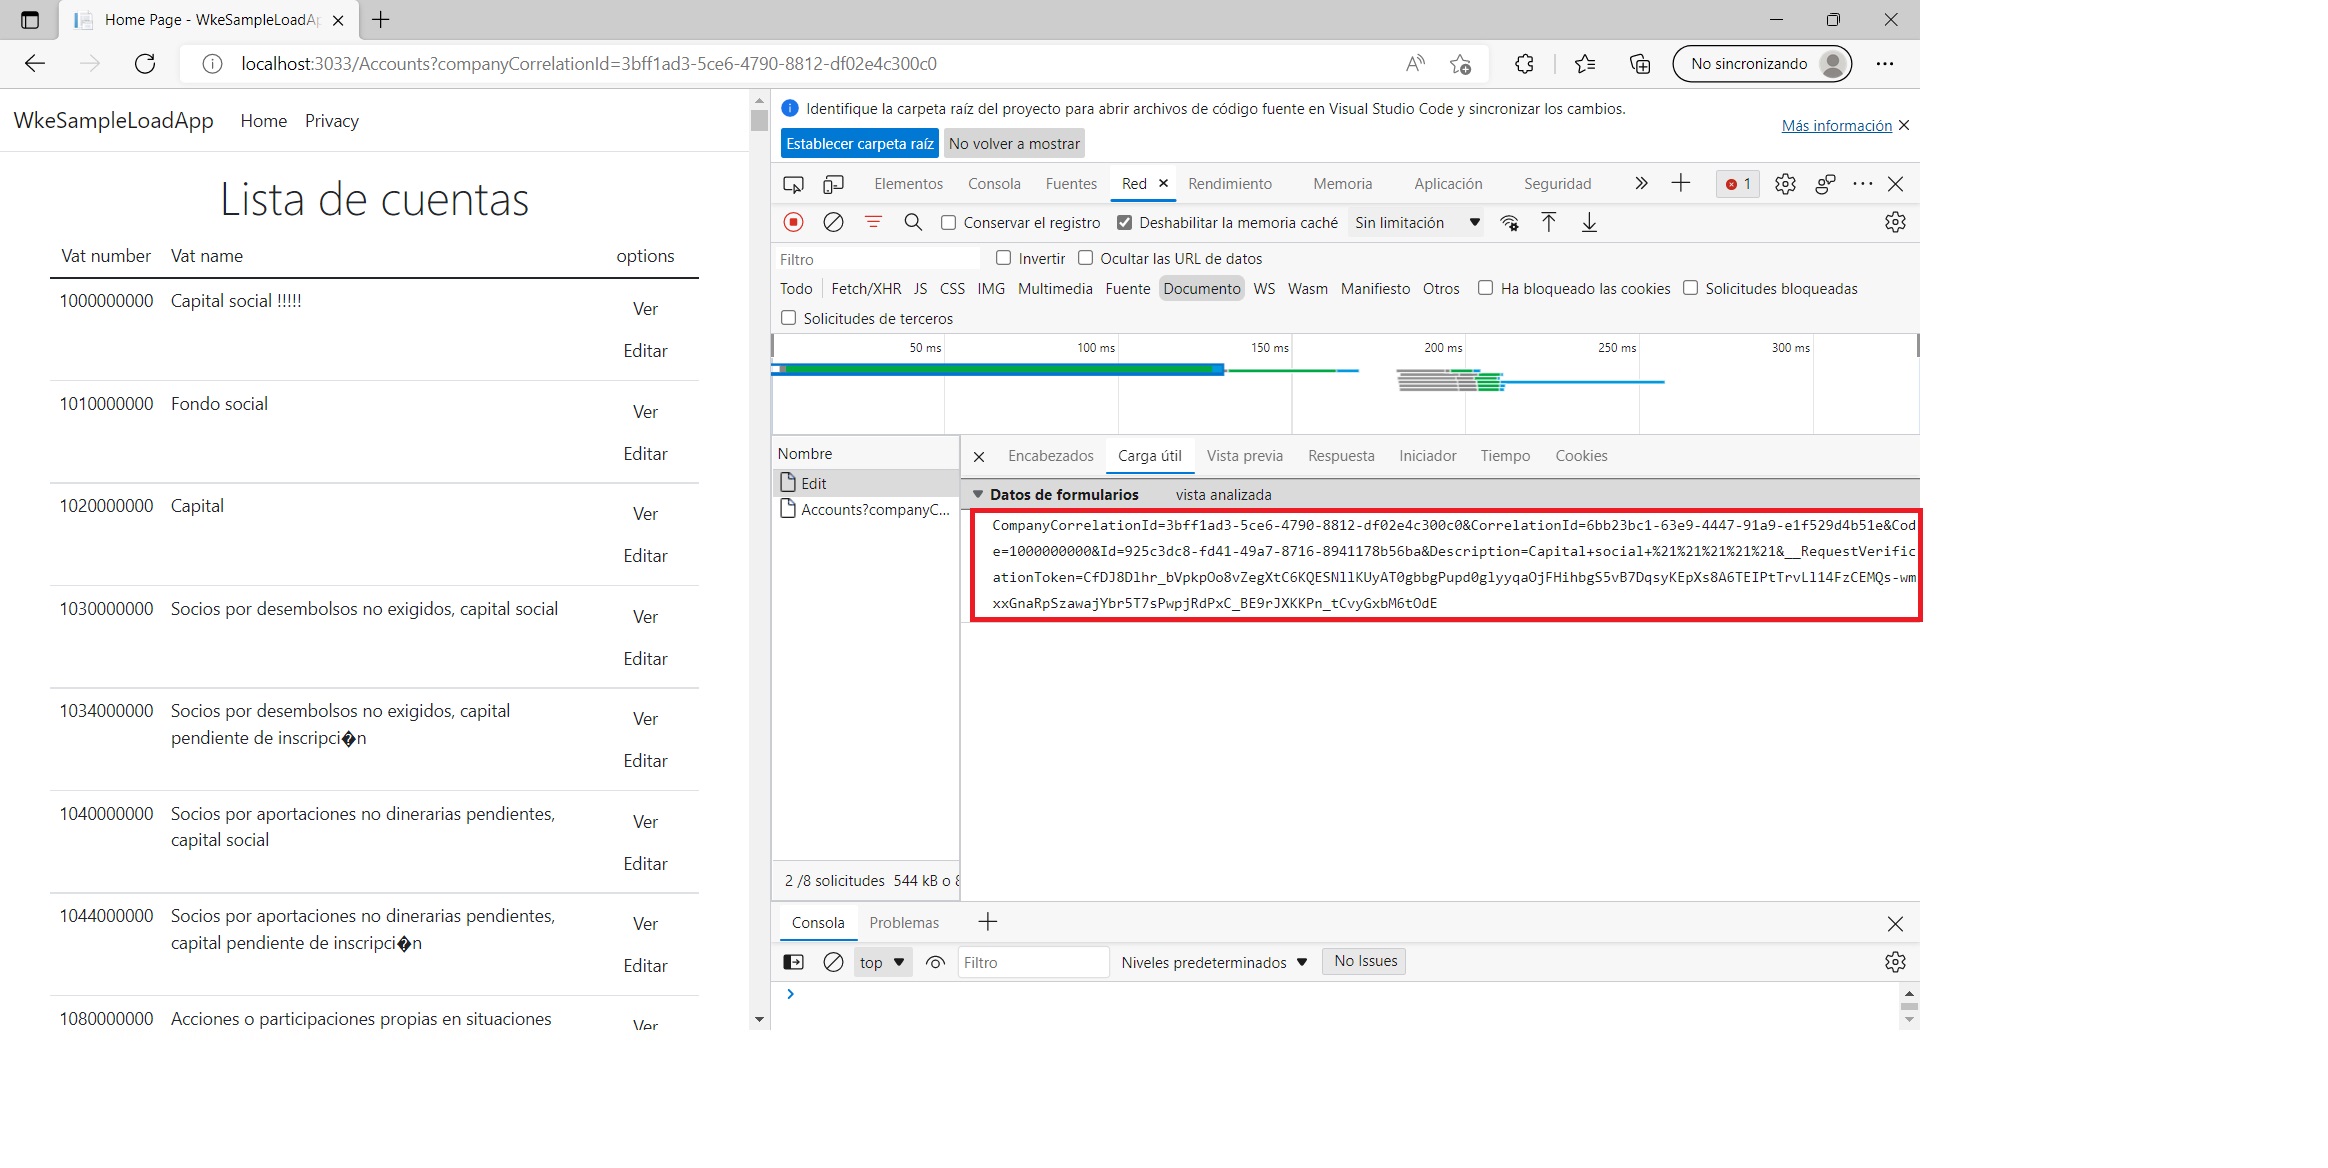 Home Page - WkeSampleLoadAp
localhost:3033/Accounts?companyCorrelationId=3bff1ad3-5ce6-4790-8812-df02e4c300c0
No sincronizando
WkeSampleLoadApp Home Privacy
Lista de cuentas
Vat number Vat name options
1000000000 Capital social !!!!! Ver
Editar
1010000000 Fondo social Ver
Editar
1020000000 Capital Ver
Editar
1030000000 Socios por desembolsos no exigidos, capital social Ver
Editar
1034000000 Socios por desembolsos no exigidos, capital Ver
pendiente de inscripci�n
Editar
1040000000 Socios por aportaciones no dinerarias pendientes, Ver
capital social
Editar
1044000000 Socios por aportaciones no dinerarias pendientes, Ver
capital pendiente de inscripci�n
Editar
1080000000 Acciones o participaciones propias en situaciones Ver
Identifique la carpeta raíz del proyecto para abrir archivos de código fuente en Visual Studio Code y sincronizar los cambios.
Más información
Establecer carpeta raíz No volver a mostrar
Elementos Consola Fuentes Red Rendimiento Memoria Aplicación Seguridad 1
Conservar el registro Deshabilitar la memoria caché Sin limitación
Filtro Invertir Ocultar las URL de datos
Todo Fetch/XHR JS CSS IMG Multimedia Fuente Documento WS Wasm Manifiesto Otros Ha bloqueado las cookies Solicitudes bloqueadas
Solicitudes de terceros
50 ms 100 ms 150 ms 200 ms 250 ms 300 ms
Nombre
Edit
Accounts?companyC...
2 /8 solicitudes 544 kB o
Encabezados Carga útil Vista previa Respuesta Iniciador Tiempo Cookies
Datos de formularios vista analizada
CompanyCorrelationId=3bff1ad3-5ce6-4790-8812-df02e4c300c0&CorrelationId=6bb23bc1-63e9-4447-91a9-e1f529d4b51e&Cod
e=1000000000&Id=925c3dc8-fd41-49a7-8716-8941178b56ba&Description=Capital+social+%21%21%21%21%21&__RequestVerific
ationToken=CfDJ8Dlhr_bVpkpOo8vZegXtC6KQESNllKUyAT0gbbgPupd0glyyqaOjFHihbgS5vB7DqsyKEpXs8A6TEIPtTrvLl14FzCEMQs-wm
xxGnaRpSzawajYbr5T7sPwpjRdPxC_BE9rJXKKPn_tCvyGxbM6tOdE
Consola Problemas
top Filtro Niveles predeterminados No Issues